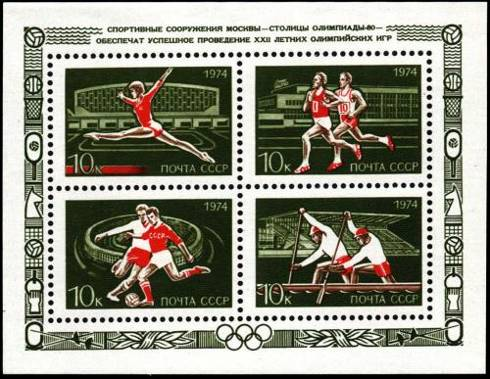 СПОРТИВНЫЕ СООРУЖЕНИЯ МОСКВЫ—СТОЛИЦЫ ОЛИМПИАДЫ-80—
ОБЕСПЕЧАТ УСПЕШНОЕ ПРОВЕДЕНИЕ XXII ЛЕТНИХ ОЛИМПИЙСКИХ ИГР
1974
10к ПОЧТА СССР
1974
10
10к ПОЧТА СССР
1974
СССР
10к ПОЧТА СССР
1974
10к ПОЧТА СССР